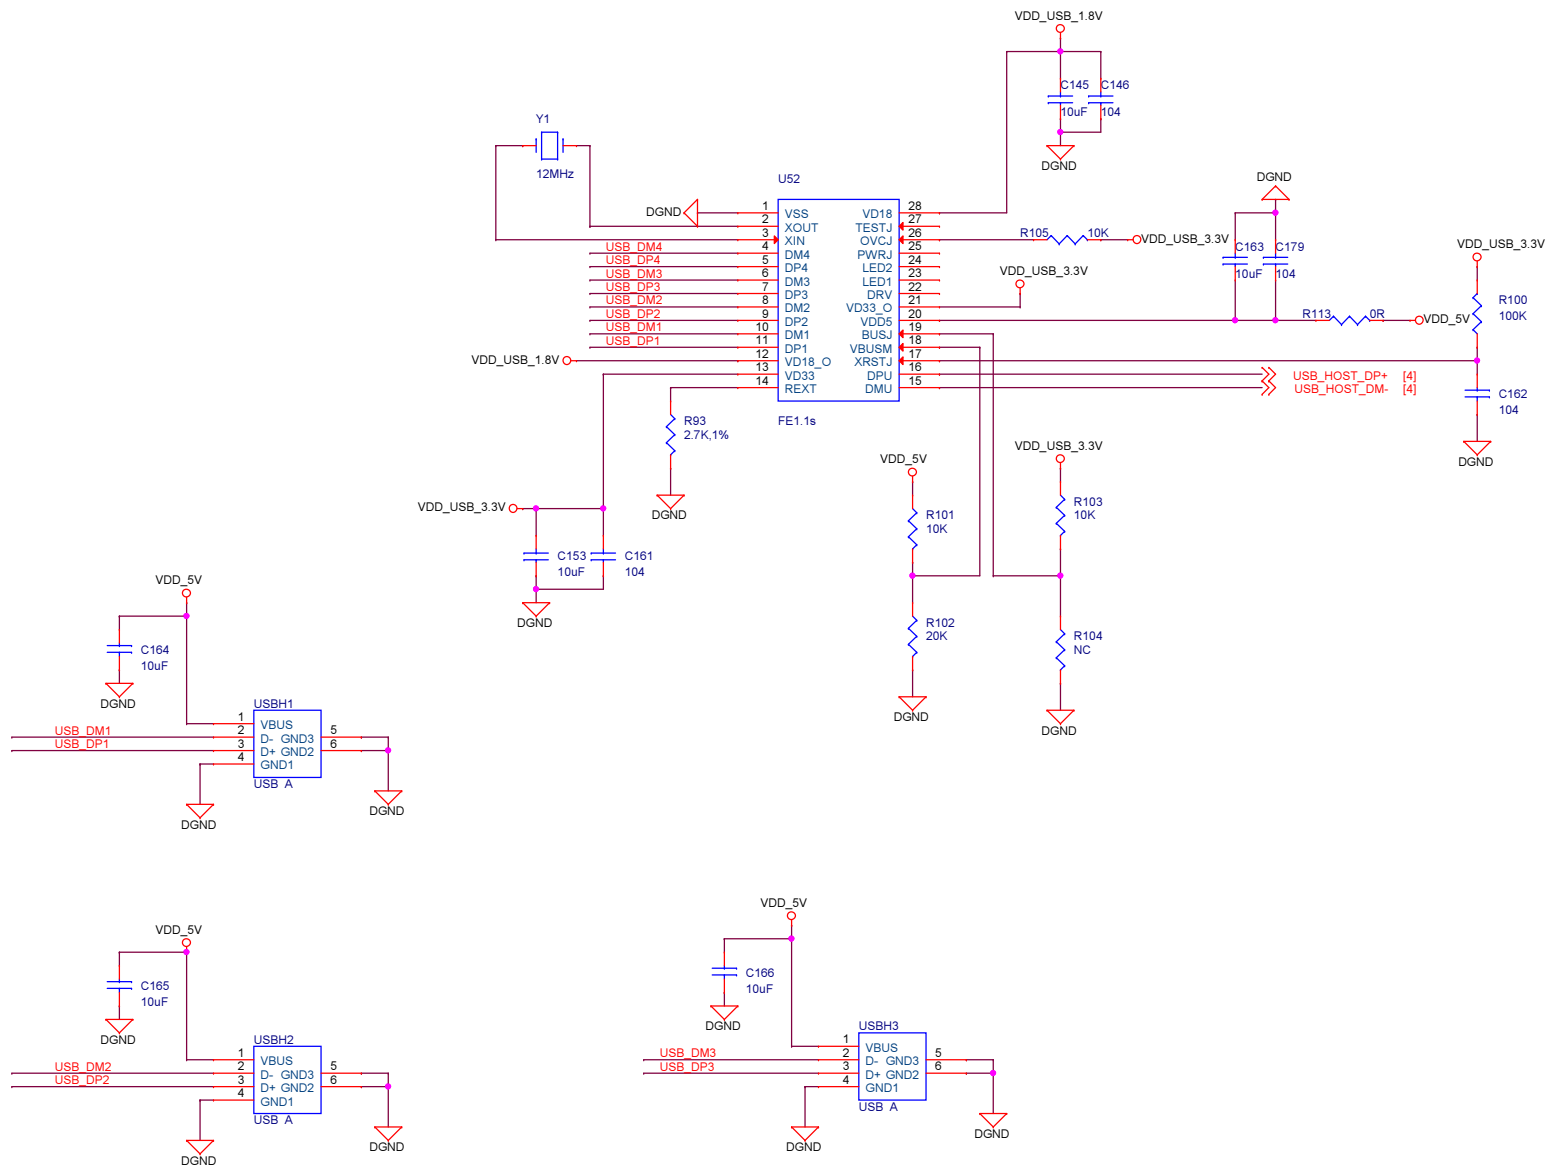 VDD_USB_1.8V
C145
10uF
C146
104
DGND
Y1
12MHz
U52
DGND
1 VSS VD18 28
2 XOUT TESTJ 27
3 XIN OVCJ 26
USB_DM4 4 DM4 PWRJ 25
USB_DP4 5 DP4 LED2 24
USB_DM3 6 DM3 LED1 23
USB_DP3 7 DP3 DRV 22
USB_DM2 8 DM2 VD33_O 21
USB_DP2 9 DP2 VDD5 20
USB_DM1 10 DM1 BUSJ 19
USB_DP1 11 DP1 VBUSM 18
VDD_USB_1.8V 12 VD18_O XRSTJ 17
13 VD33 DPU 16
14 REXT DMU 15
FE1.1s
R105 10K VDD_USB_3.3V
VDD_USB_3.3V
DGND
C163
10uF
C179
104
R113 0R VDD_5V
VDD_USB_3.3V
R100
100K
USB_HOST_DP+ [4]
USB_HOST_DM- [4]
C162
104
DGND
R93
2.7K,1%
DGND
VDD_USB_3.3V
C153
10uF
C161
104
DGND
VDD_5V
R101
10K
R102
20K
DGND
VDD_USB_3.3V
R103
10K
R104
NC
DGND
VDD_5V
C164
10uF
DGND
USBH1
1 VBUS
USB_DM1 2 D- GND3 5
USB_DP1 3 D+ GND2 6
4 GND1
USB A
DGND
DGND
VDD_5V
C165
10uF
DGND
USBH2
1 VBUS
USB_DM2 2 D- GND3 5
USB_DP2 3 D+ GND2 6
4 GND1
USB A
DGND
DGND
VDD_5V
C166
10uF
DGND
USBH3
1 VBUS
USB_DM3 2 D- GND3 5
USB_DP3 3 D+ GND2 6
4 GND1
USB A
DGND
DGND